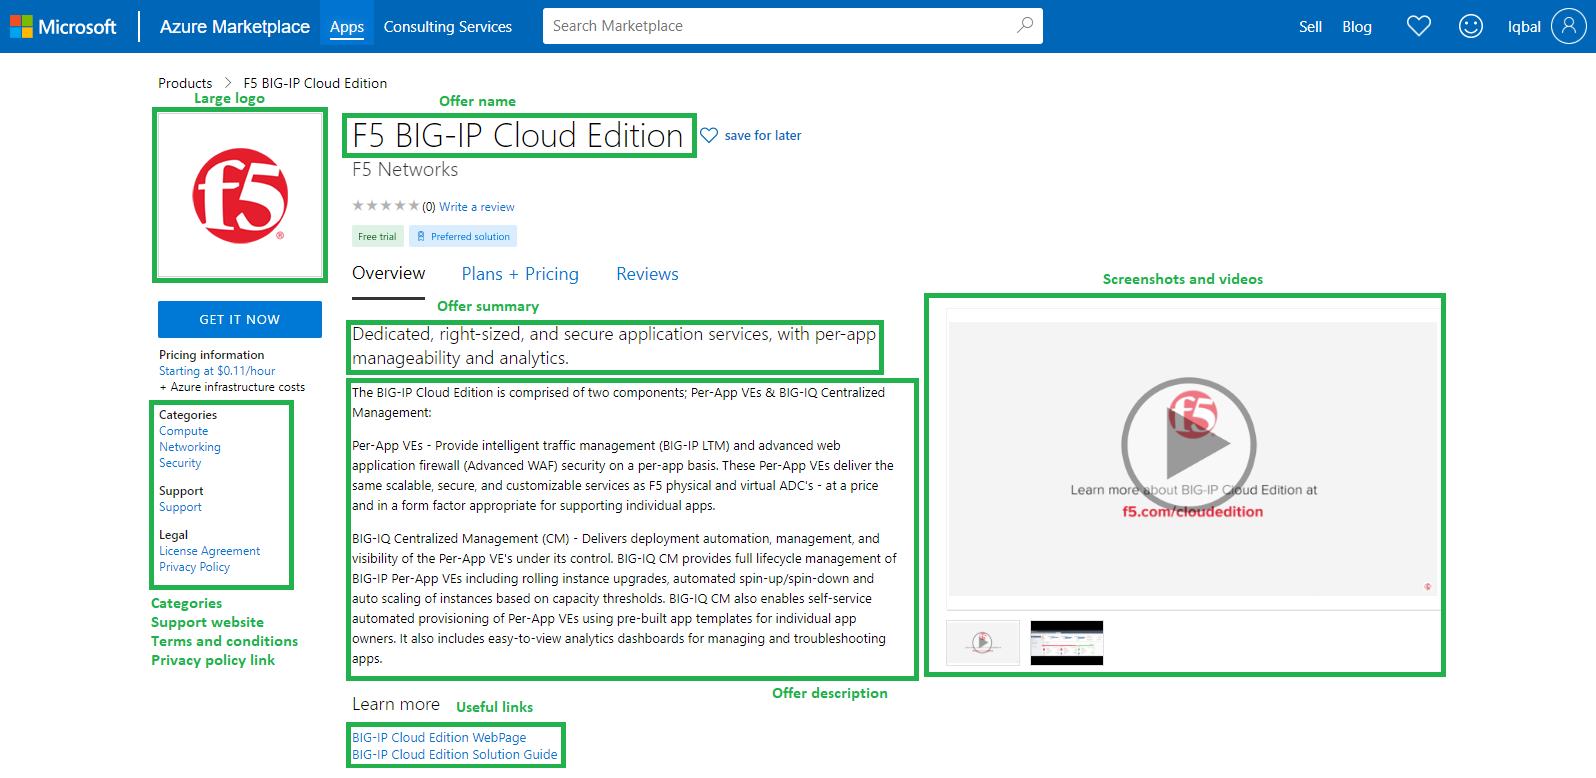 Microsoft
Azure Marketplace
Apps
Consulting Services
Search Marketplace
Sell
Blog
Iqbal
Products > F5 BIG-IP Cloud Edition
Large logo
f5
®
GET IT NOW
Pricing information
Starting at $0.11/hour
+ Azure infrastructure costs
Categories
Compute
Networking
Security
Support
Support
Legal
License Agreement
Privacy Policy
Categories
Support website
Terms and conditions
Privacy policy link
Offer name
F5 BIG-IP Cloud Edition
save for later
F5 Networks
(0) Write a review
Free trial
Preferred solution
Overview
Plans + Pricing
Reviews
Offer summary
Dedicated, right-sized, and secure application services, with per-app
manageability and analytics.
The BIG-IP Cloud Edition is comprised of two components; Per-App VEs & BIG-IQ Centralized
Management:
Per-App VEs - Provide intelligent traffic management (BIG-IP LTM) and advanced web
application firewall (Advanced WAF) security on a per-app basis. These Per-App VEs deliver the
same scalable, secure, and customizable services as F5 physical and virtual ADC's - at a price
and in a form factor appropriate for supporting individual apps.
BIG-IQ Centralized Management (CM) - Delivers deployment automation, management, and
visibility of the Per-App VE's under its control. BIG-IQ CM provides full lifecycle management of
BIG-IP Per-App VEs including rolling instance upgrades, automated spin-up/spin-down and
auto scaling of instances based on capacity thresholds. BIG-IQ CM also enables self-service
automated provisioning of Per-App VEs using pre-built app templates for individual app
owners. It also includes easy-to-view analytics dashboards for managing and troubleshooting
apps.
Offer description
Learn more
Useful links
BIG-IP Cloud Edition WebPage
BIG-IP Cloud Edition Solution Guide
Screenshots and videos
f5
Learn more about BIG-IP Cloud Edition at
f5.com/cloudedition